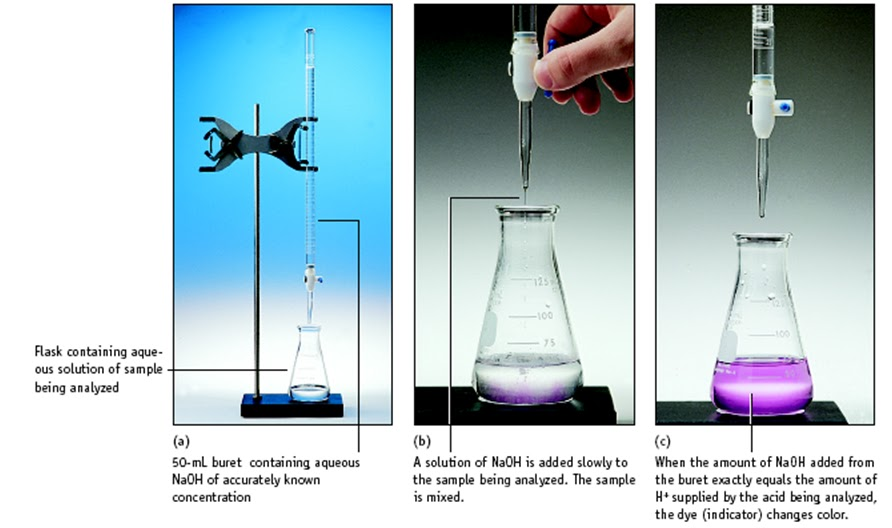 Flask containing aque-
ous solution of sample
being analyzed
(a)
50-mL buret containing aqueous
NaOH of accurately known
concentration
125
100
75
(b)
A solution of NaOH is added slowly to
the sample being analyzed. The sample
is mixed.
100
(c)
When the amount of NaOH added from
the buret exactly equals the amount of
H+ supplied by the acid being analyzed,
the dye (indicator) changes color.